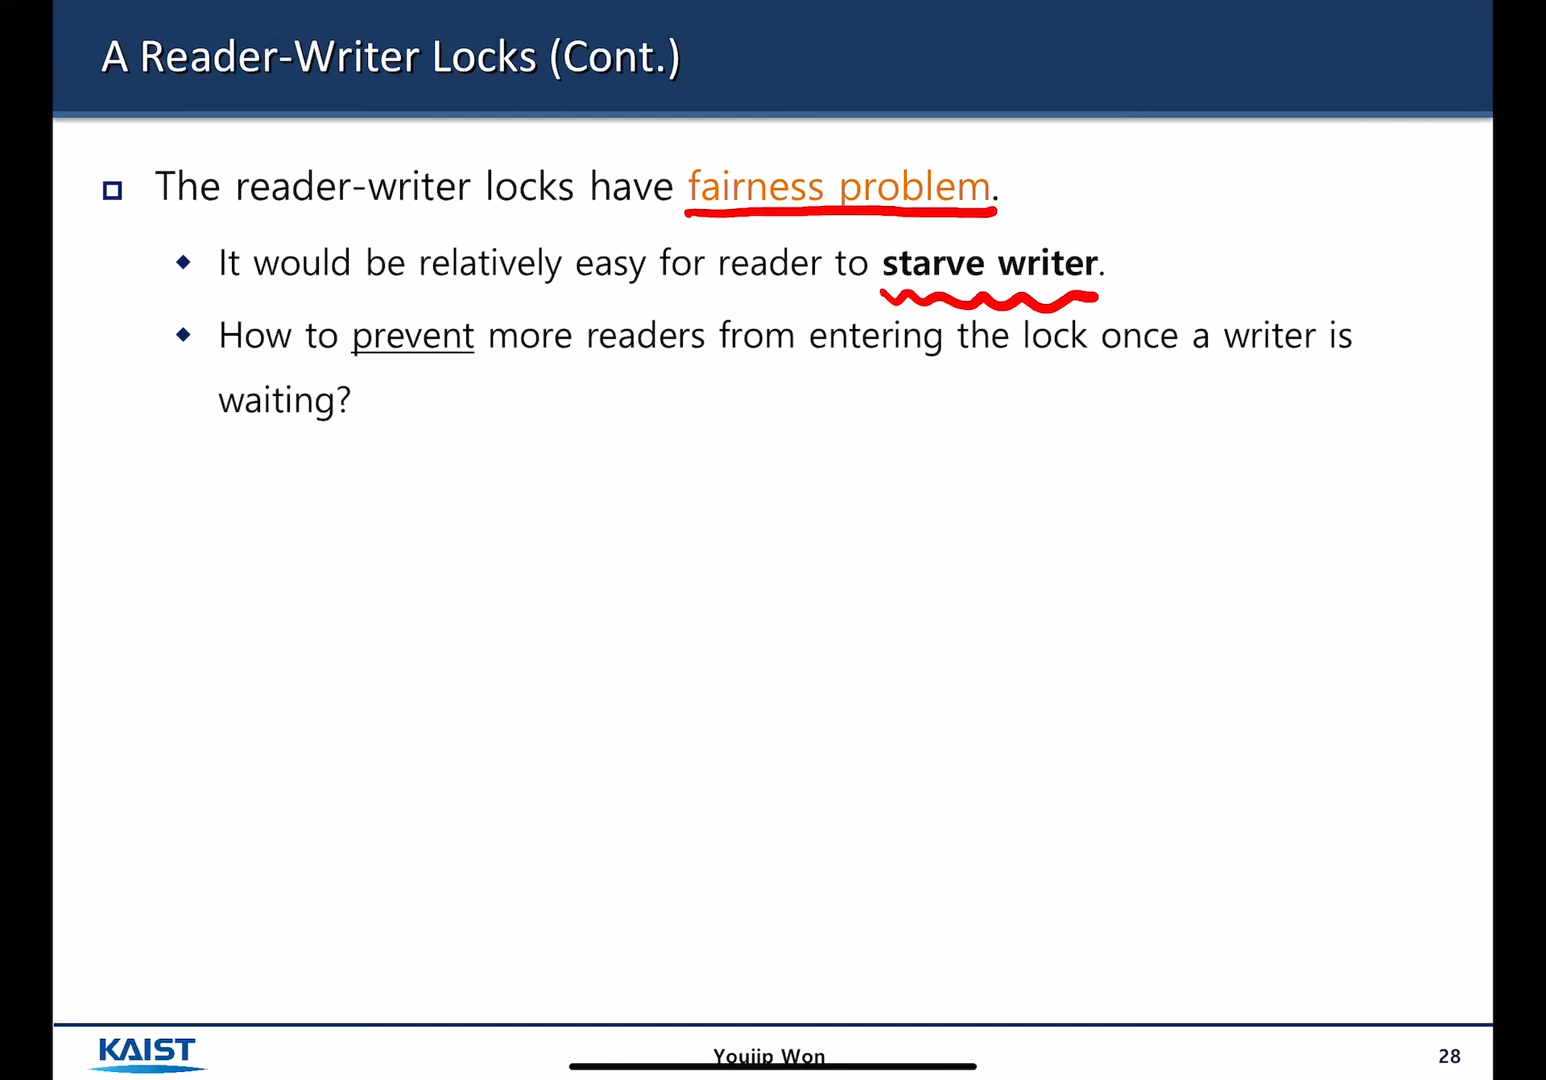 A Reader-Writer Locks (Cont.)
The reader-writer locks have fairness problem.
It would be relatively easy for reader to starve writer.
How to prevent more readers from entering the lock once a writer is
waiting?
KAIST
Youjip Won
28